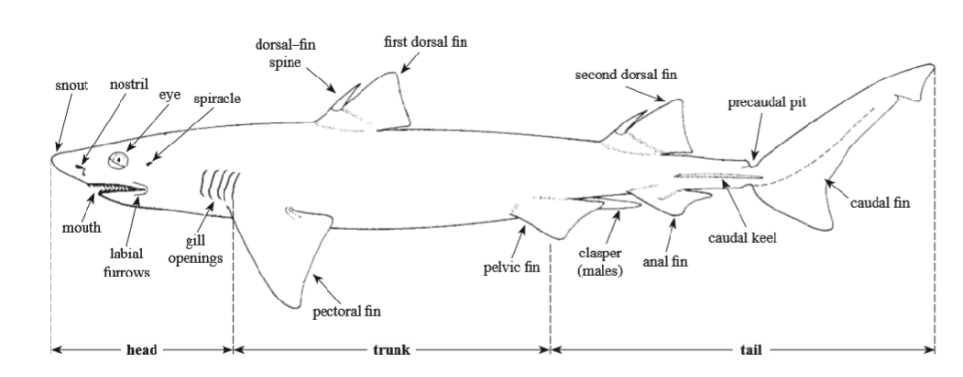 dorsal–fin
spine
first dorsal fin
second dorsal fin
snout
nostril
eye
spiracle
precaudal pit
mouth
labial
furrows
gill
openings
pectoral fin
pelvic fin
clasper
(males)
anal fin
caudal keel
caudal fin
head
trunk
tail